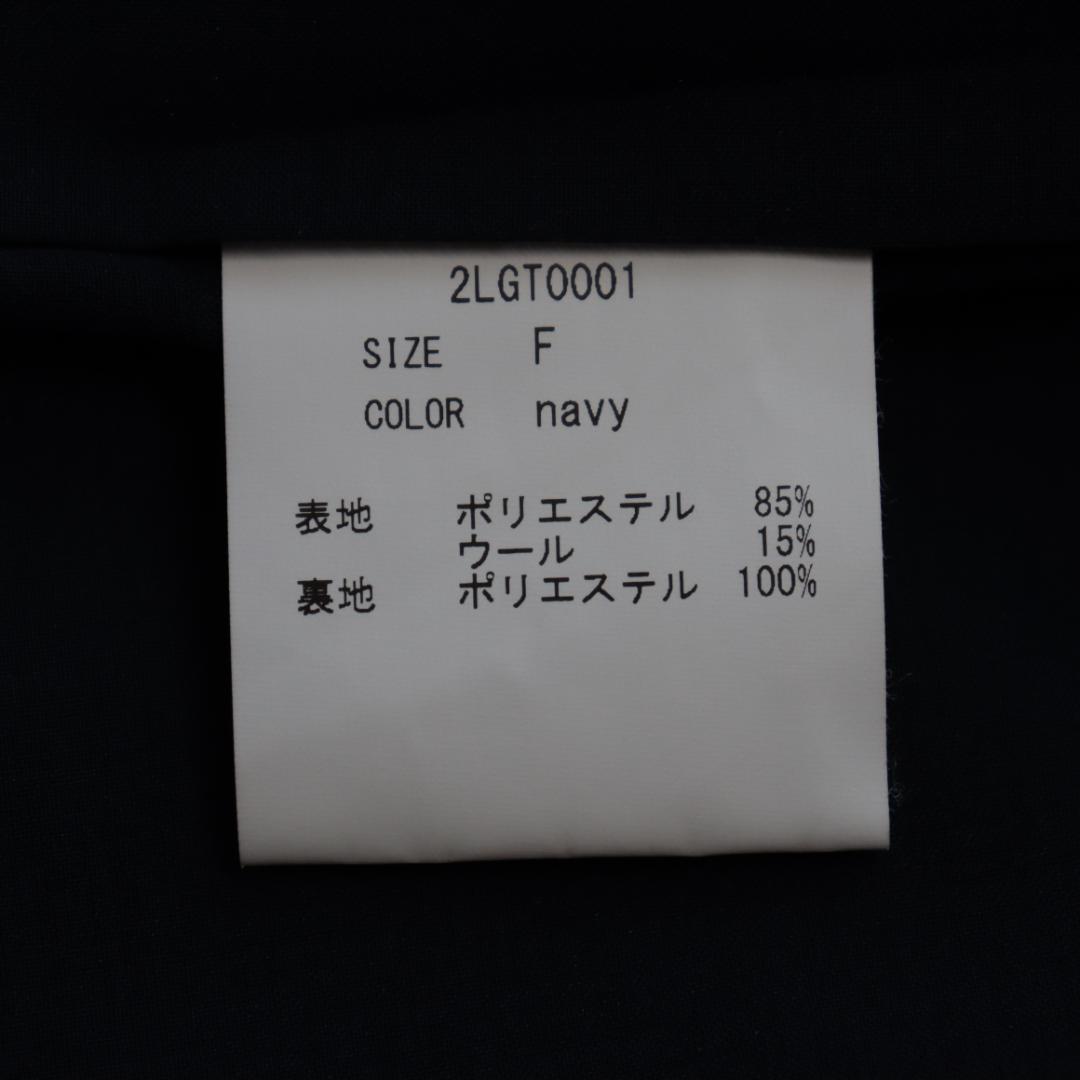 2LGT0001
SIZE F
COLOR navy
表地 ポリエステル 85%
ウール 15%
裏地 ポリエステル 100%